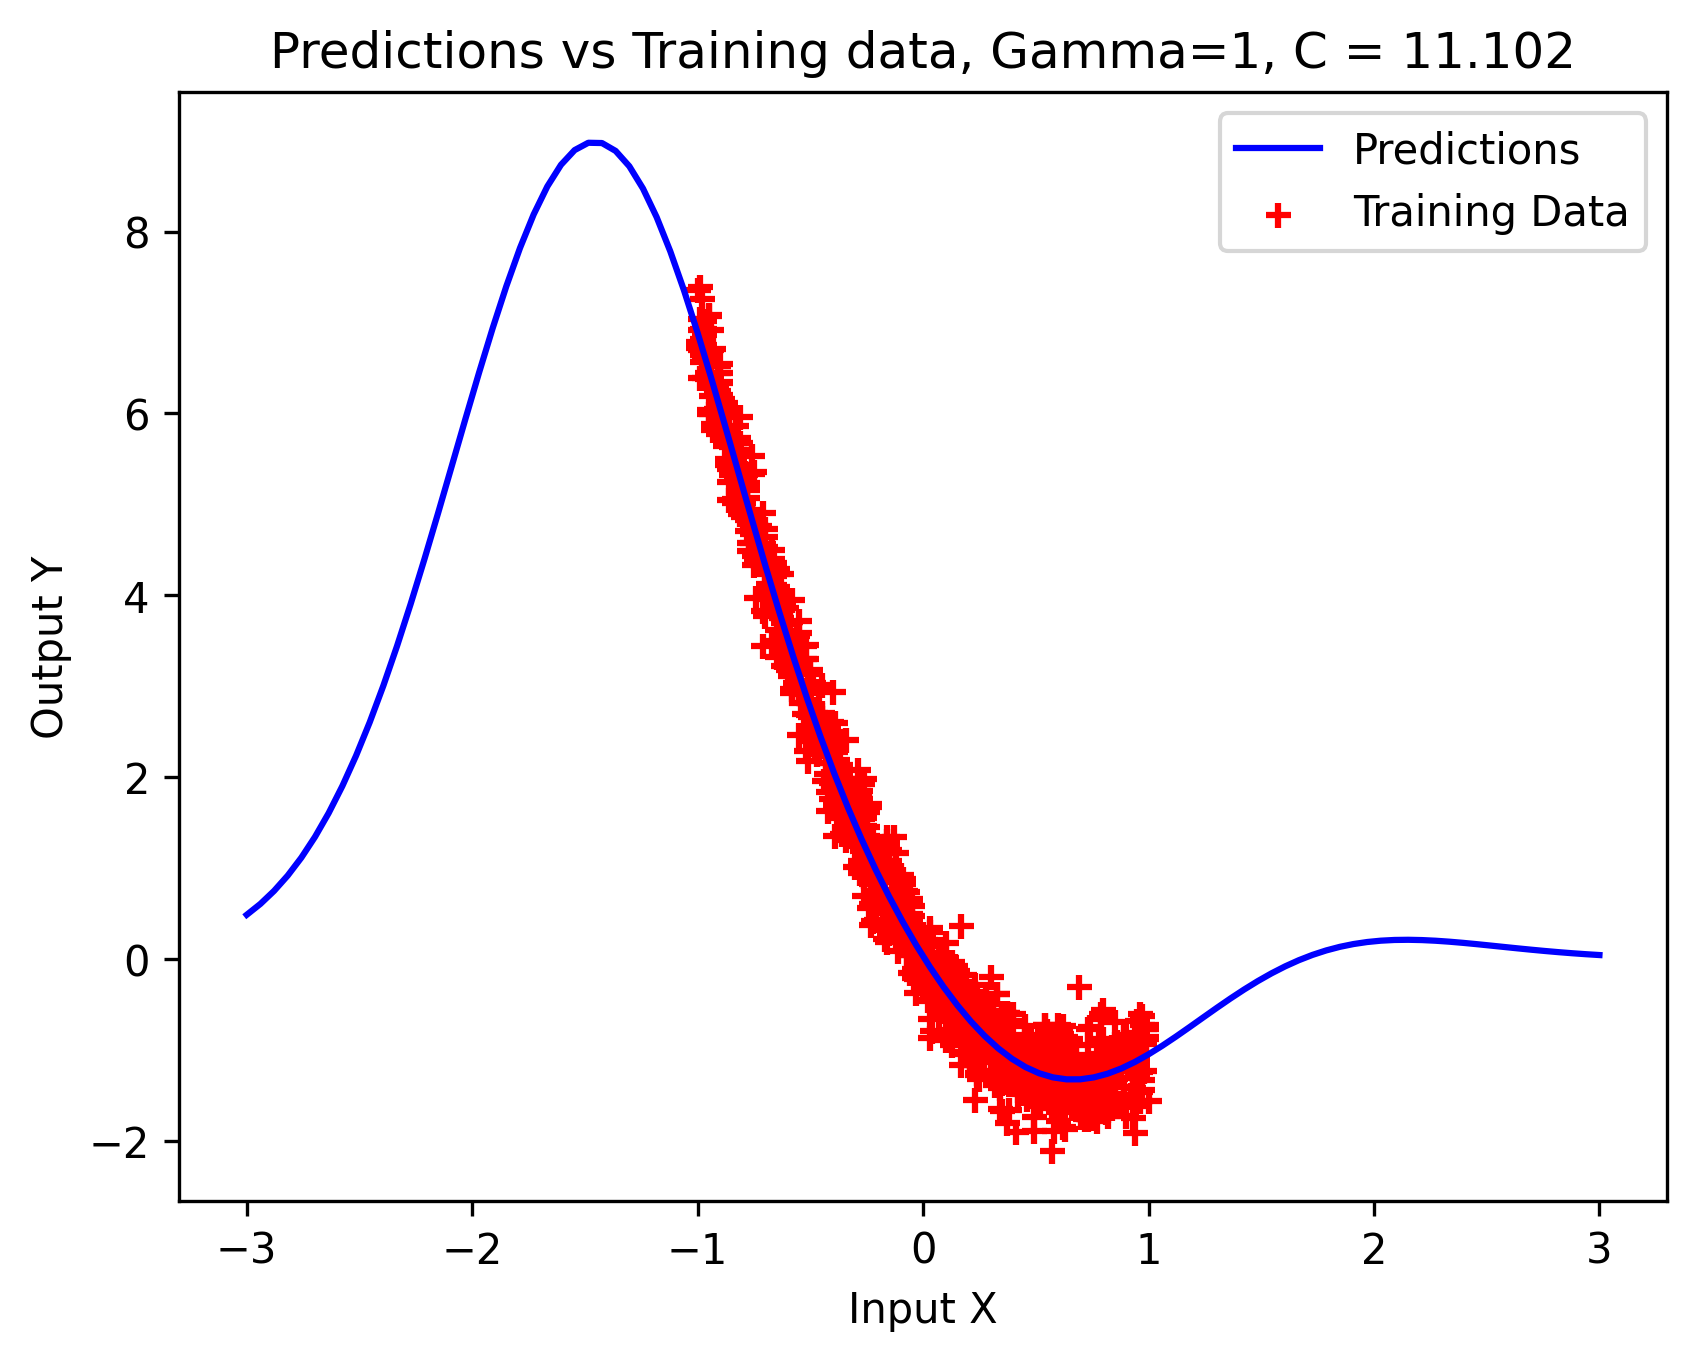 Predictions vs Training data, Gamma=1, C = 11.102
Predictions
Training Data
8
6
4
2
0
−2
Output Y
−3 −2 −1 0 1 2 3
Input X